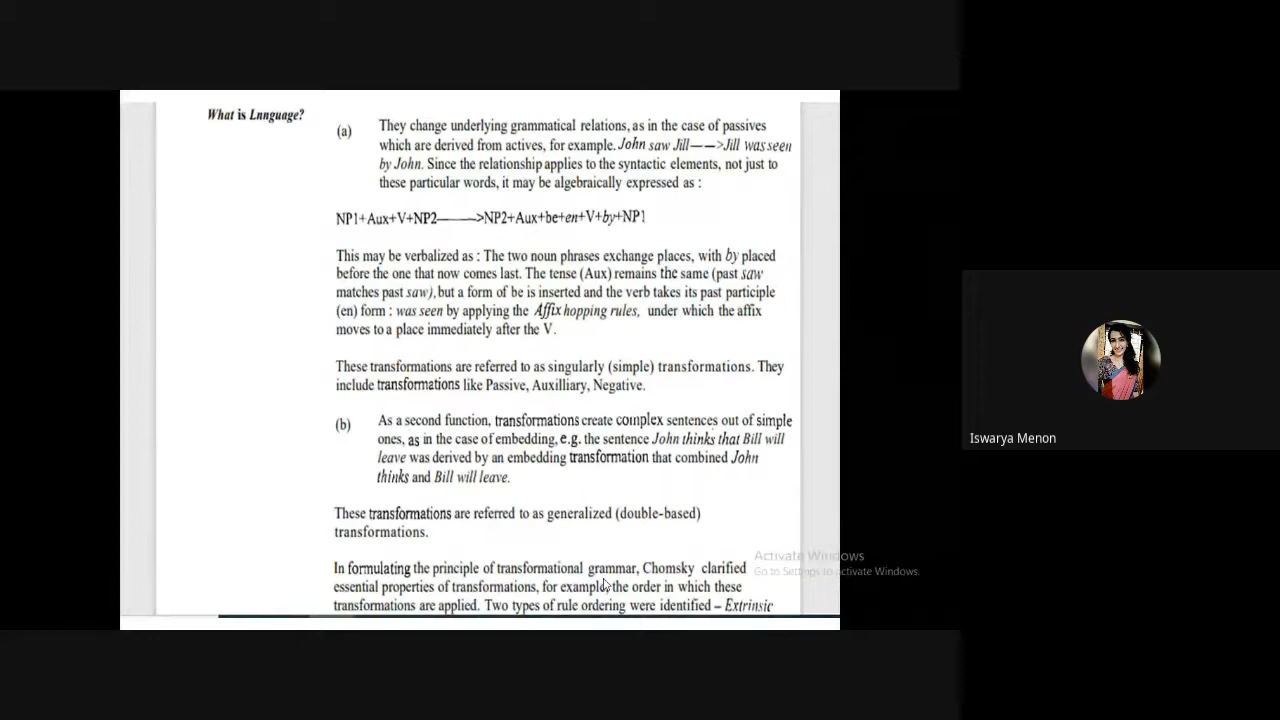 What is Lnnguage?
(a) They change underlying grammatical relations, as in the case of passives
which are derived from actives, for example. John saw Jill— —>Jill was seen
by John. Since the relationship applies to the syntactic elements, not just to
these particular words, it may be algebraically expressed as :
NP1+Aux+V+NP2———>NP2+Aux+be+en+V+by+NP1
This may be verbalized as : The two noun phrases exchange places, with by placed
before the one that now comes last. The tense (Aux) remains the same (past saw
matches past saw), but a form of be is inserted and the verb takes its past participle
(en) form : was seen by applying the Affix hopping rules, under which the affix
moves to a place immediately after the V.
These transformations are referred to as singularly (simple) transformations. They
include transformations like Passive, Auxilliary, Negative.
(b) As a second function, transformations create complex sentences out of simple
ones, as in the case of embedding, e.g. the sentence John thinks that Bill will
leave was derived by an embedding transformation that combined John
thinks and Bill will leave.
These transformations are referred to as generalized (double-based)
transformations.
In formulating the principle of transformational grammar, Chomsky clarified
essential properties of transformations, for example, the order in which these
transformations are applied. Two types of rule ordering were identified – Extrinsic
Activate Windows
Go to Settings to activate Windows.
Iswarya Menon